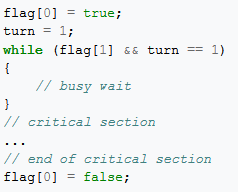 flag[0] = true;
turn = 1;
while (flag[1] && turn == 1)
{
// busy wait
}
// critical section
...
// end of critical section
flag[0] = false;